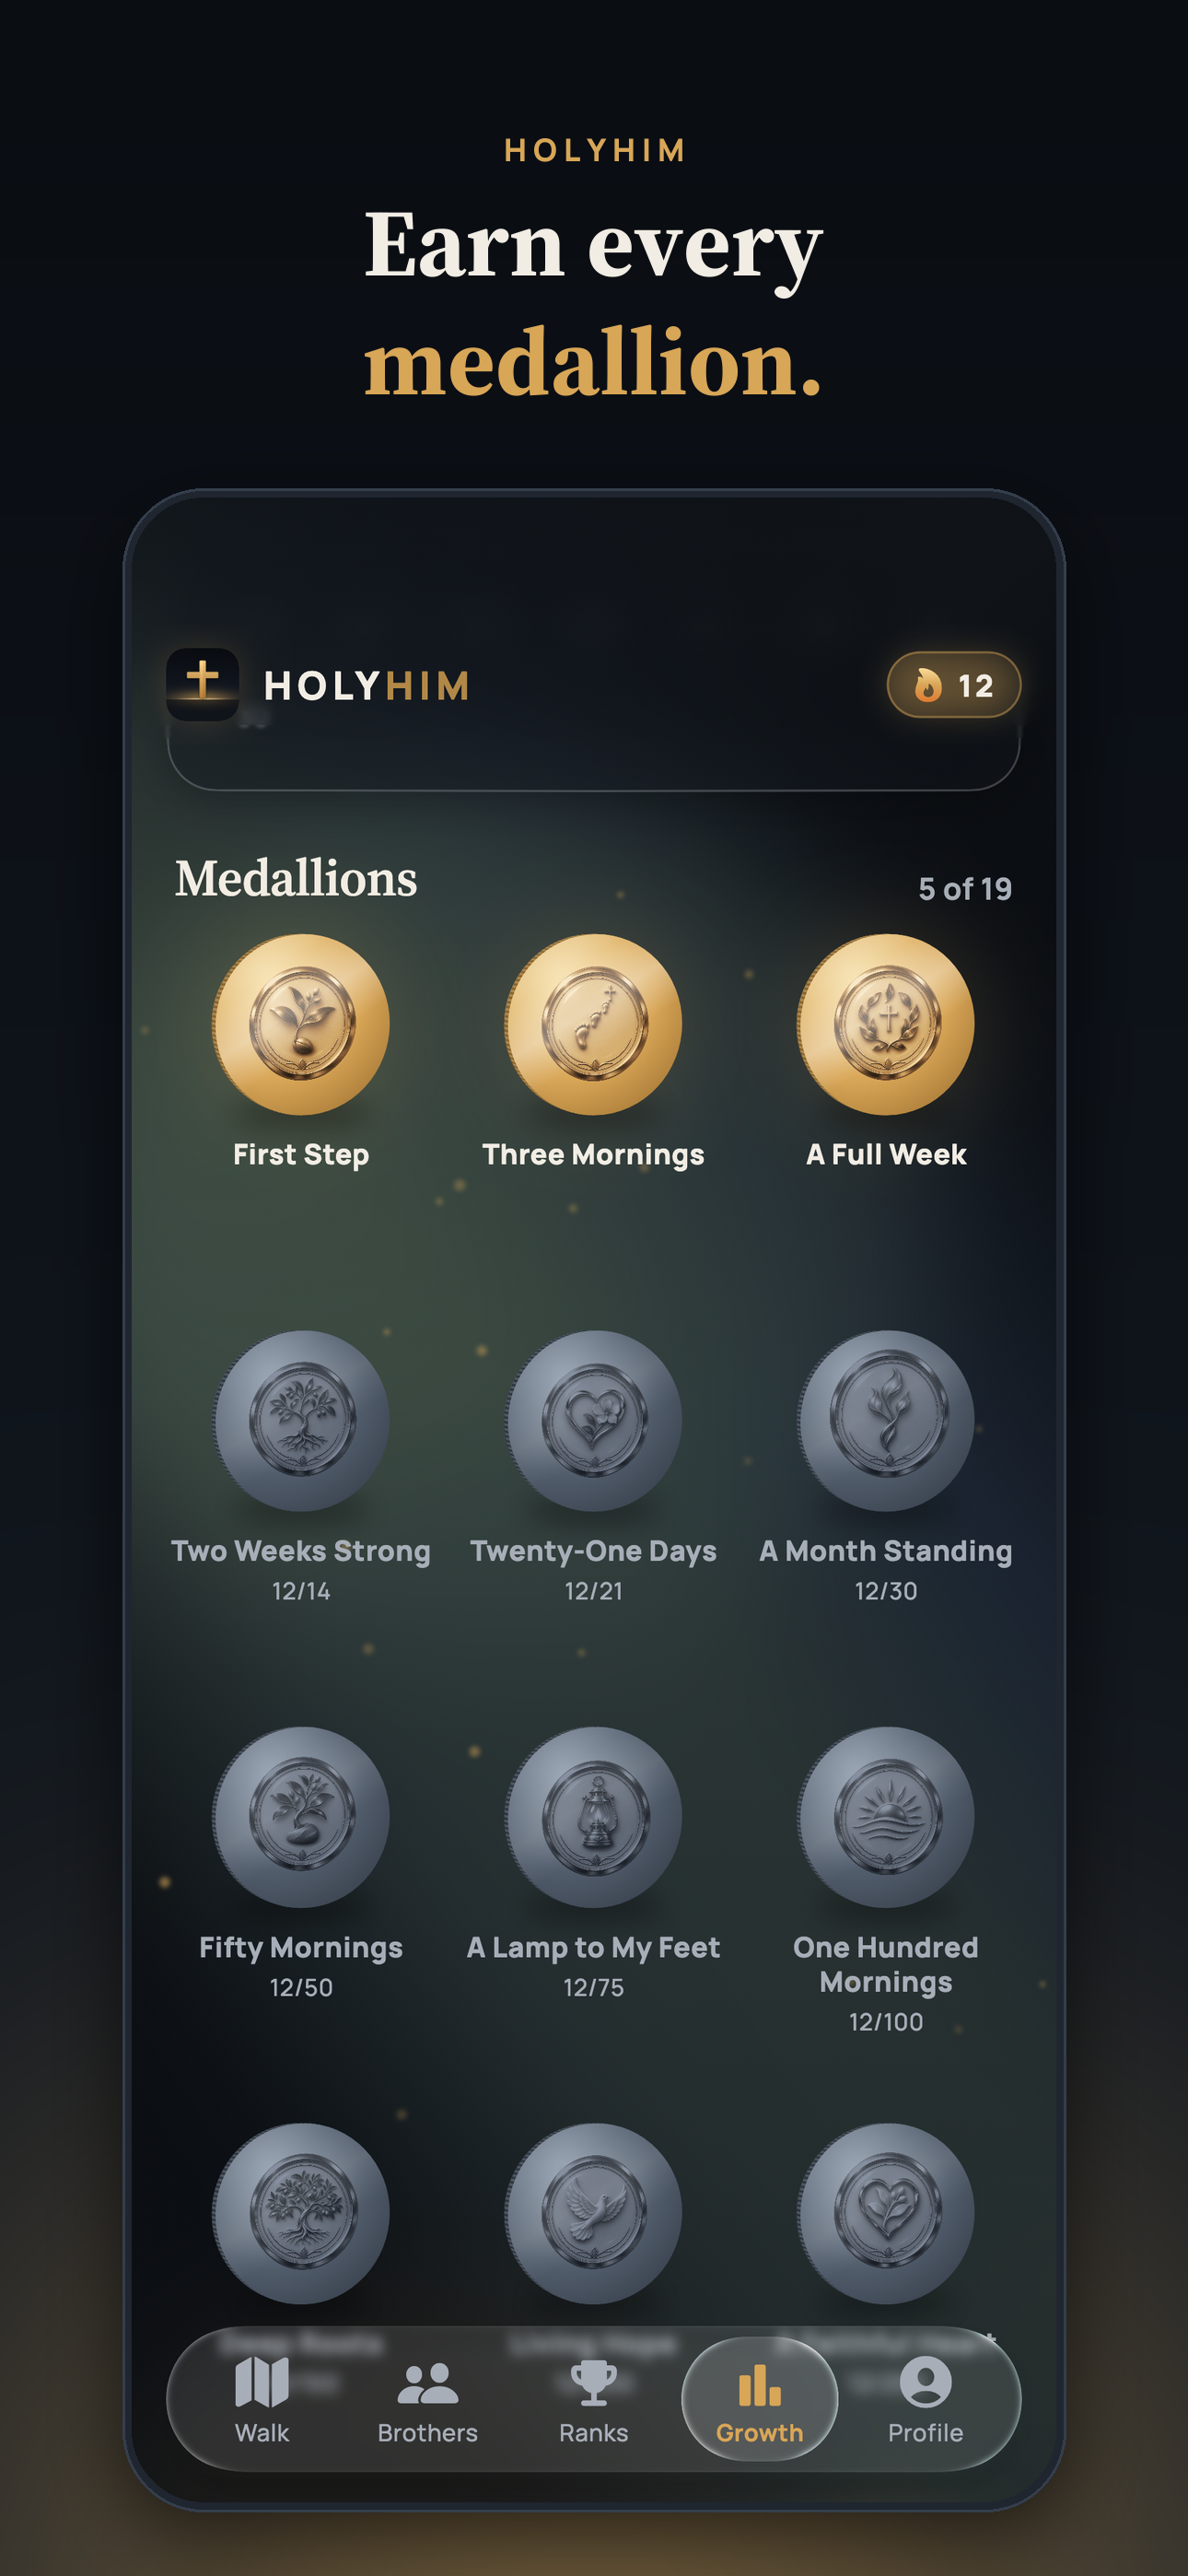 HOLYHIM
Earn every
medallion.
HOLYHIM
12
Medallions
5 of 19
First Step
Three Mornings
A Full Week
Two Weeks Strong
Twenty-One Days
A Month Standing
12/14
12/21
12/30
Fifty Mornings
A Lamp to My Feet
One Hundred
Mornings
12/50
12/75
12/100
Walk
Brothers
Ranks
Growth
Profile